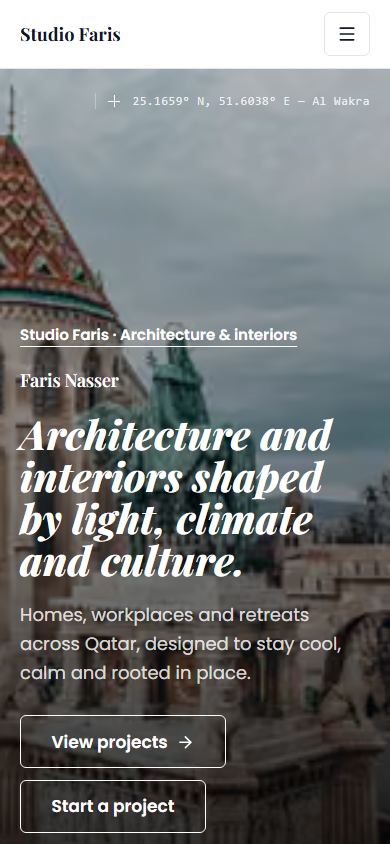 Studio Faris
25.1659° N, 51.6038° E — Al Wakra
Studio Faris · Architecture & interiors
Faris Nasser
Architecture and
interiors shaped
by light, climate
and culture.
Homes, workplaces and retreats
across Qatar, designed to stay cool,
calm and rooted in place.
View projects →
Start a project